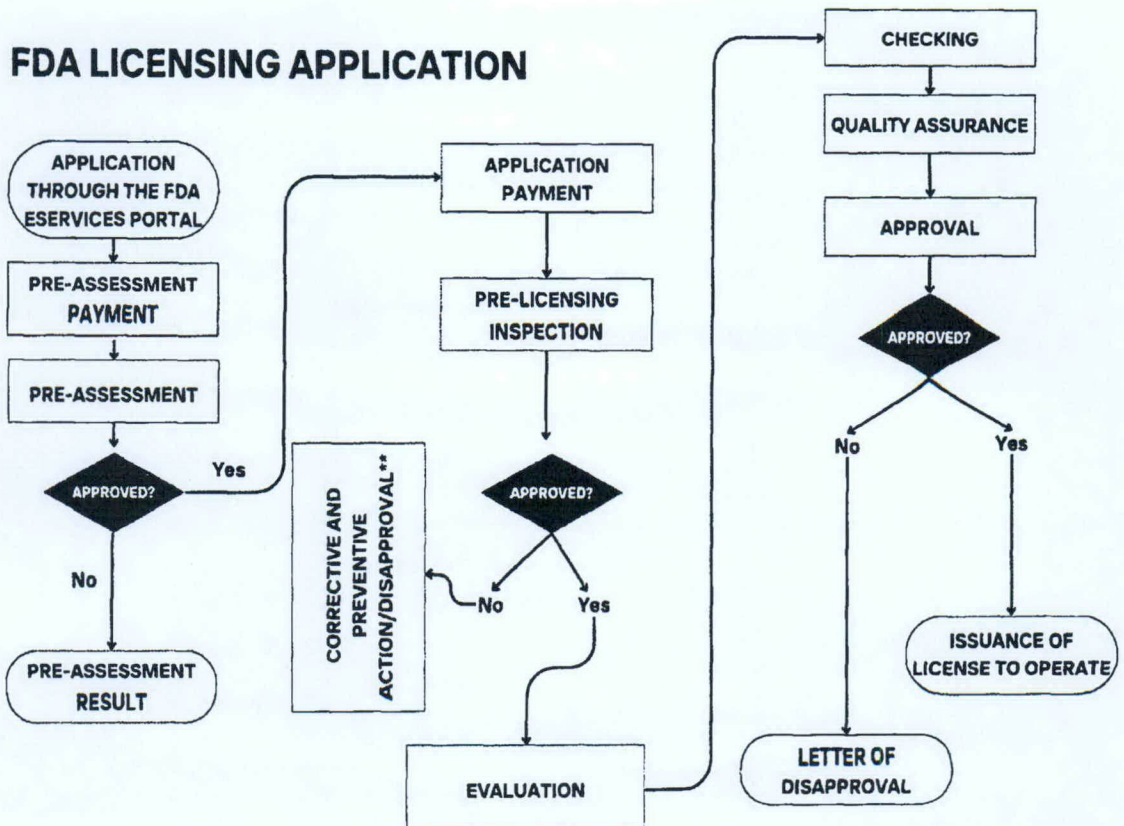 FDA LICENSING APPLICATION
APPLICATION
THROUGH THE FDA
ESERVICES PORTAL
PRE-ASSESSMENT
PAYMENT
PRE-ASSESSMENT
APPROVED?
Yes
No
PRE-ASSESSMENT
RESULT
APPLICATION
PAYMENT
PRE-LICENSING
INSPECTION
APPROVED?
No
Yes
CORRECTIVE AND
PREVENTIVE
ACTION/DISAPPROVAL**
EVALUATION
CHECKING
QUALITY ASSURANCE
APPROVAL
APPROVED?
No
Yes
LETTER OF
DISAPPROVAL
ISSUANCE OF
LICENSE TO OPERATE